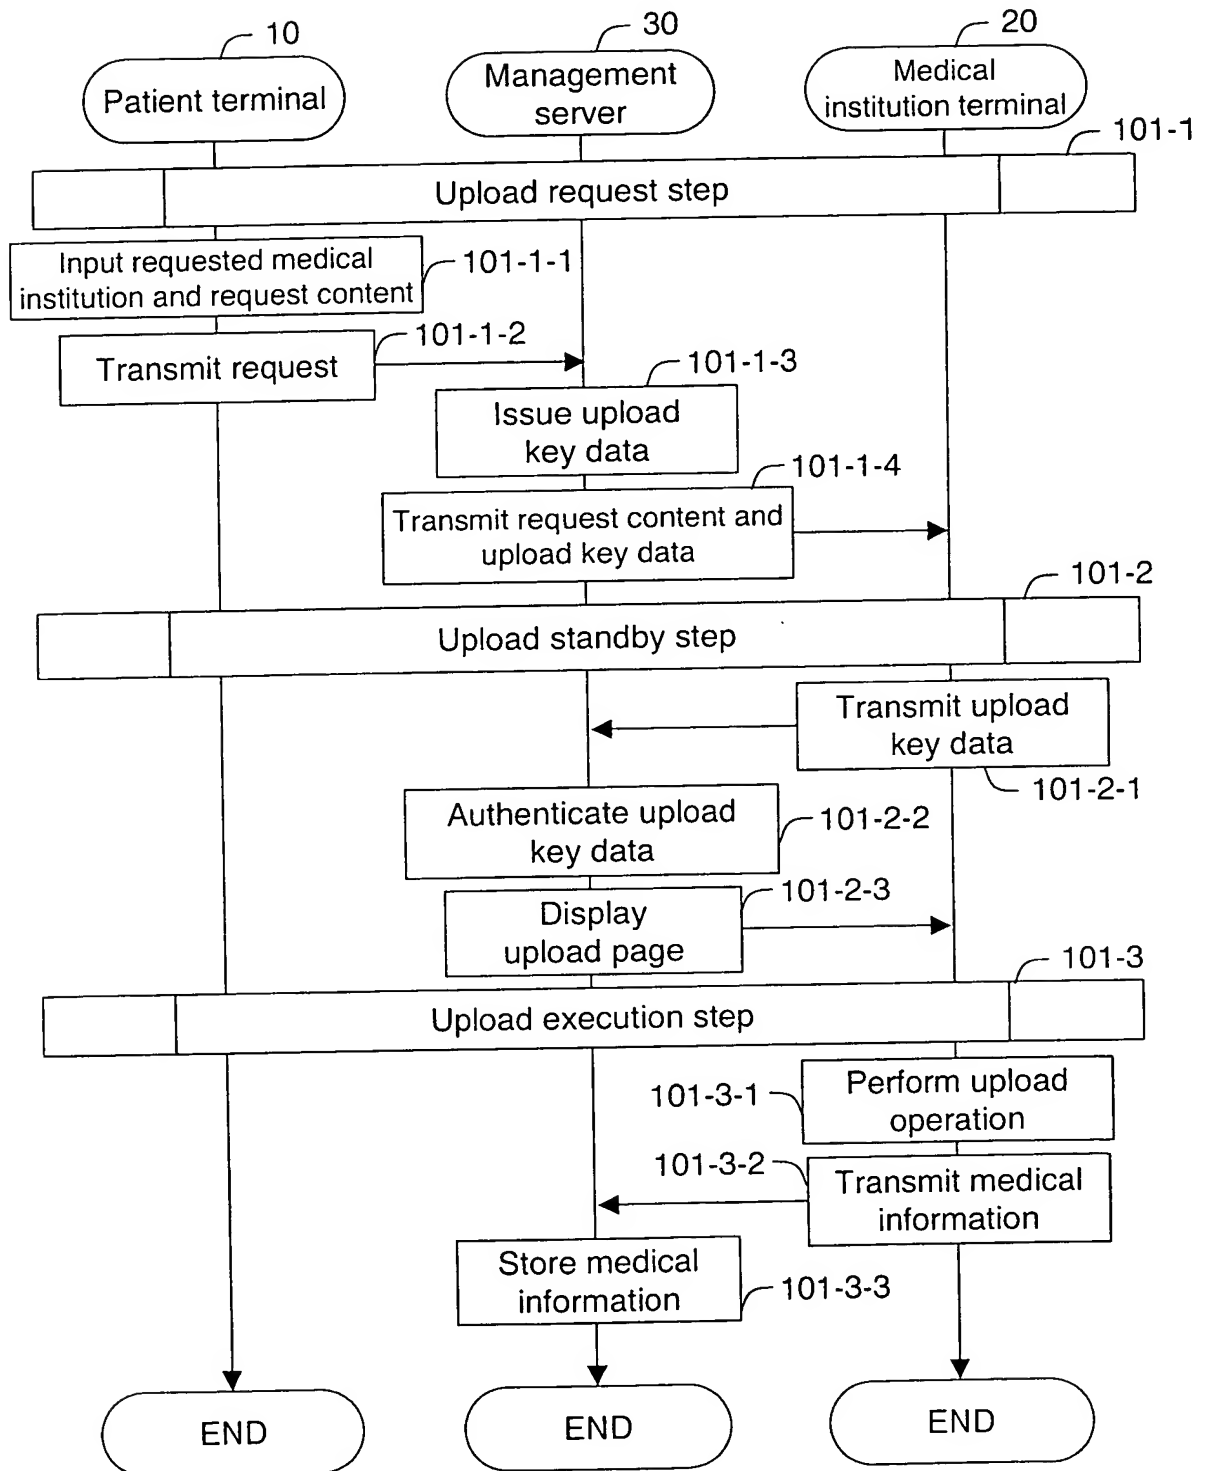 10
30
20
Patient terminal
Management
server
Medical
institution terminal
101-1
Upload request step
Input requested medical
institution and request content
101-1-1
Transmit request
101-1-2
101-1-3
Issue upload
key data
101-1-4
Transmit request content and
upload key data
101-2
Upload standby step
Transmit upload
key data
101-2-1
Authenticate upload
key data
101-2-2
101-2-3
Display
upload page
101-3
Upload execution step
101-3-1
Perform upload
operation
101-3-2
Transmit medical
information
Store medical
information
101-3-3
END
END
END